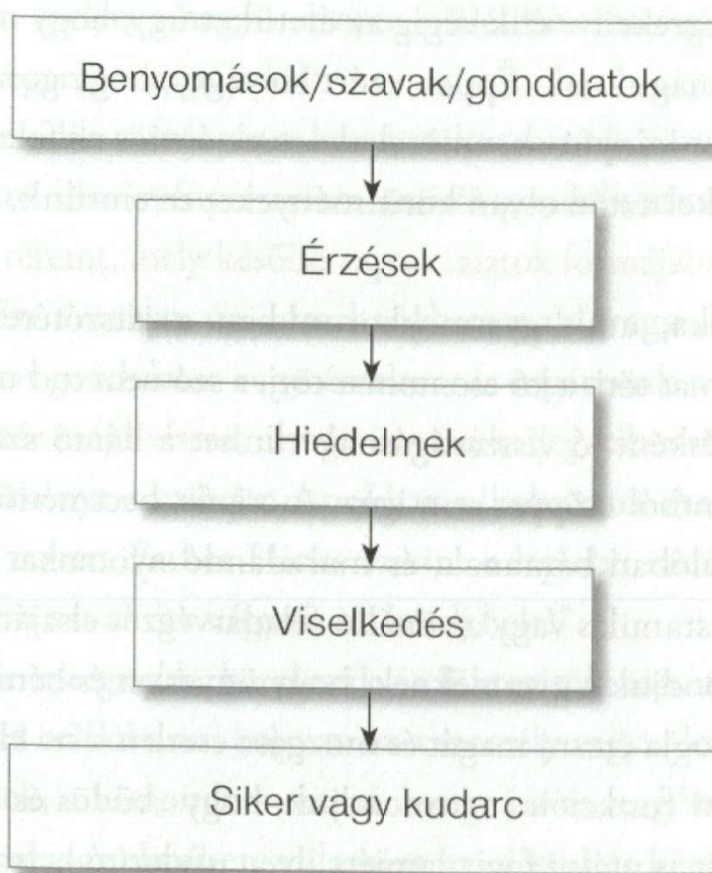 Benyomások/szavak/gondolatok
Érzések
Hiedelmek
Viselkedés
Siker vagy kudarc